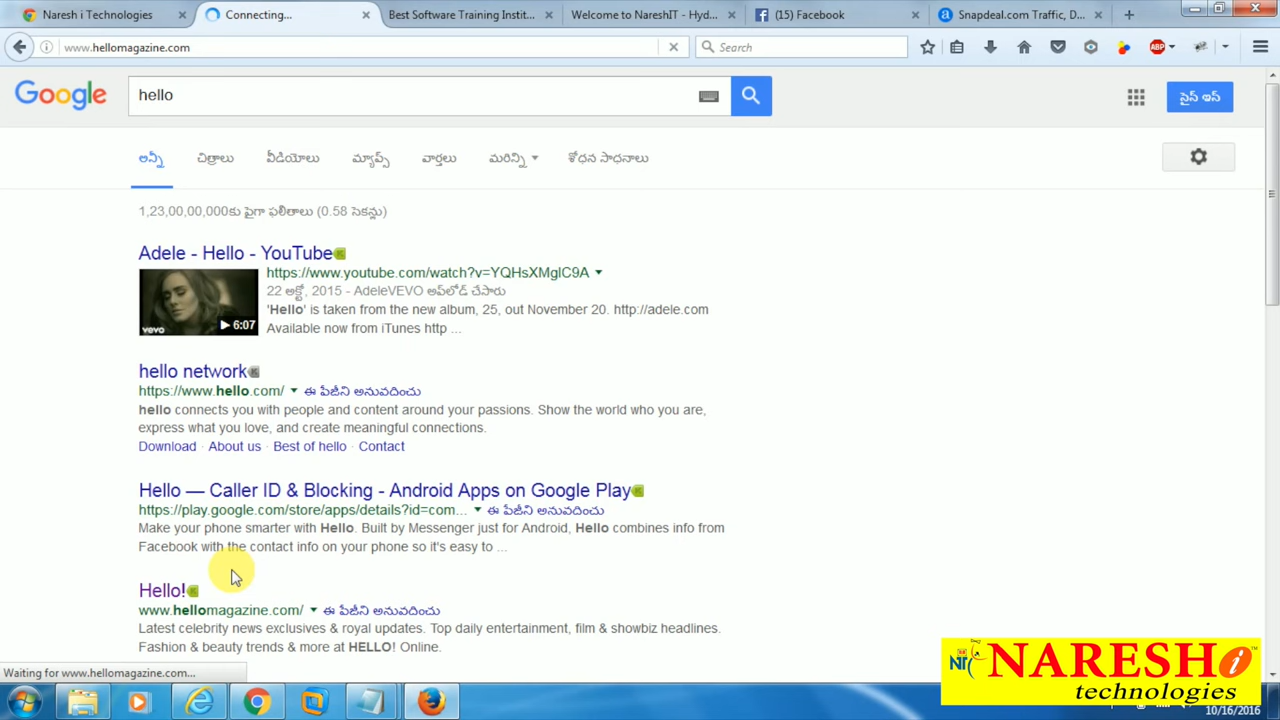 Naresh i Technologies
Connecting...
Best Software Training Instit...
Welcome to NareshIT - Hyd...
(15) Facebook
Snapdeal.com Traffic, D...
www.hellomagazine.com
Search
ABP
Google
hello
సైన్ ఇన్
అన్నీ
చిత్రాలు
వీడియోలు
మ్యాప్స్
వార్తలు
మరిన్ని
శోధన సాధనాలు
1,23,00,00,000కు పైగా ఫలితాలు (0.58 సెకన్లు)
Adele - Hello - YouTube
https://www.youtube.com/watch?v=YQHsXMglC9A
22 అక్టో, 2015 - AdeleVEVO అప్‌లోడ్ చేసారు
'Hello' is taken from the new album, 25, out November 20. http://adele.com
Available now from iTunes http ...
vevo
6:07
hello network
https://www.hello.com/ ఈ పేజీని అనువదించు
hello connects you with people and content around your passions. Show the world who you are,
express what you love, and create meaningful connections.
Download · About us · Best of hello · Contact
Hello — Caller ID & Blocking - Android Apps on Google Play
https://play.google.com/store/apps/details?id=com... ఈ పేజీని అనువదించు
Make your phone smarter with Hello. Built by Messenger just for Android, Hello combines info from
Facebook with the contact info on your phone so it's easy to ...
Hello!
www.hellomagazine.com/ ఈ పేజీని అనువదించు
Latest celebrity news exclusives & royal updates. Top daily entertainment, film & showbiz headlines.
Fashion & beauty trends & more at HELLO! Online.
Waiting for www.hellomagazine.com...
NARESH i
technologies
10/16/2016